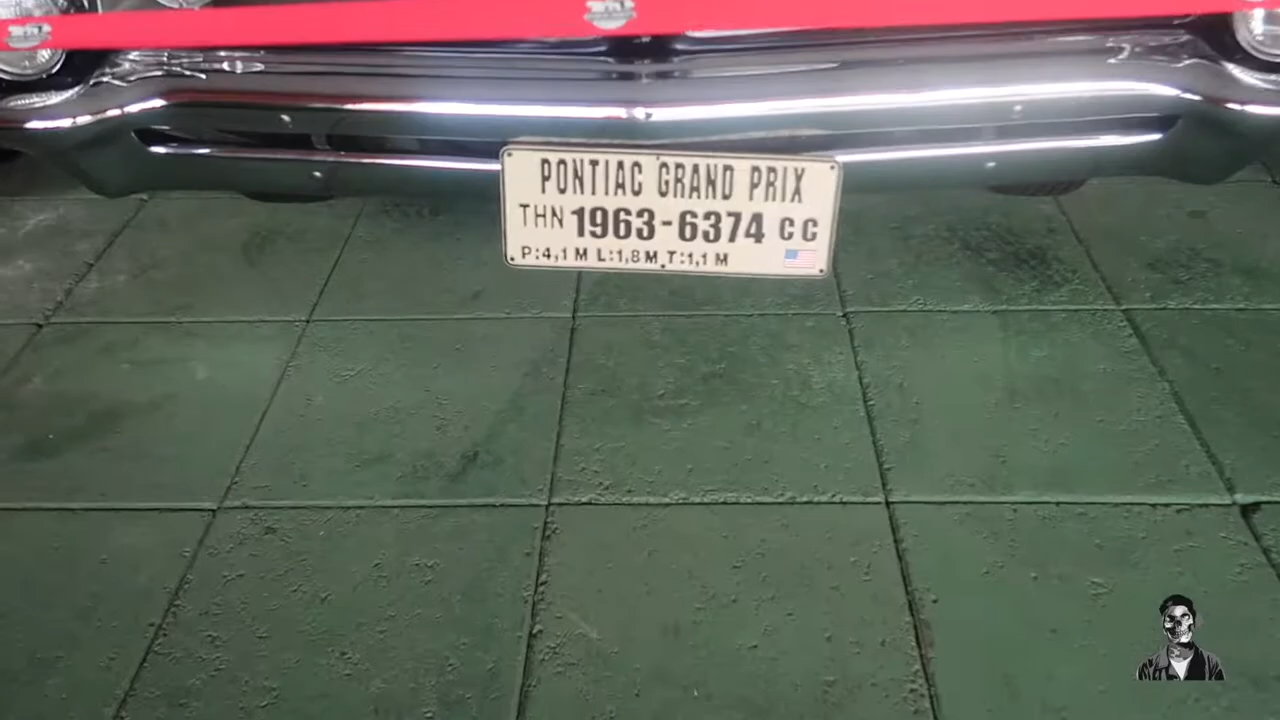 PONTIAC GRAND PRIX
THN 1963-6374 CC
P:4,1 M L:1,8 M T:1,1 M